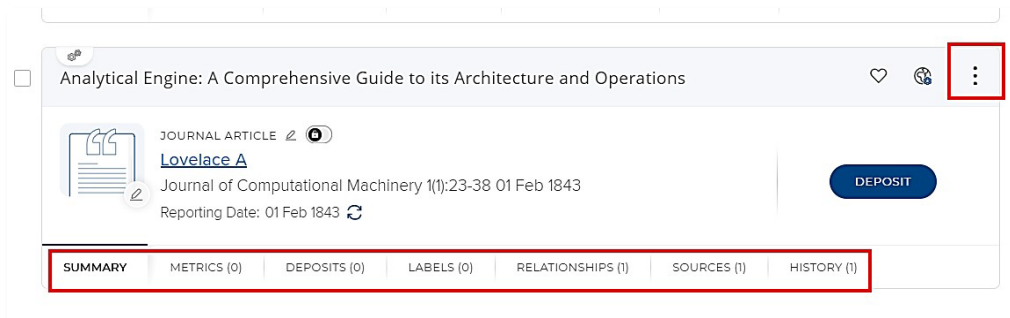 Analytical Engine: A Comprehensive Guide to its Architecture and Operations
JOURNAL ARTICLE
Lovelace A
Journal of Computational Machinery 1(1):23-38 01 Feb 1843
Reporting Date: 01 Feb 1843
DEPOSIT
SUMMARY METRICS (0) DEPOSITS (0) LABELS (0) RELATIONSHIPS (1) SOURCES (1) HISTORY (1)